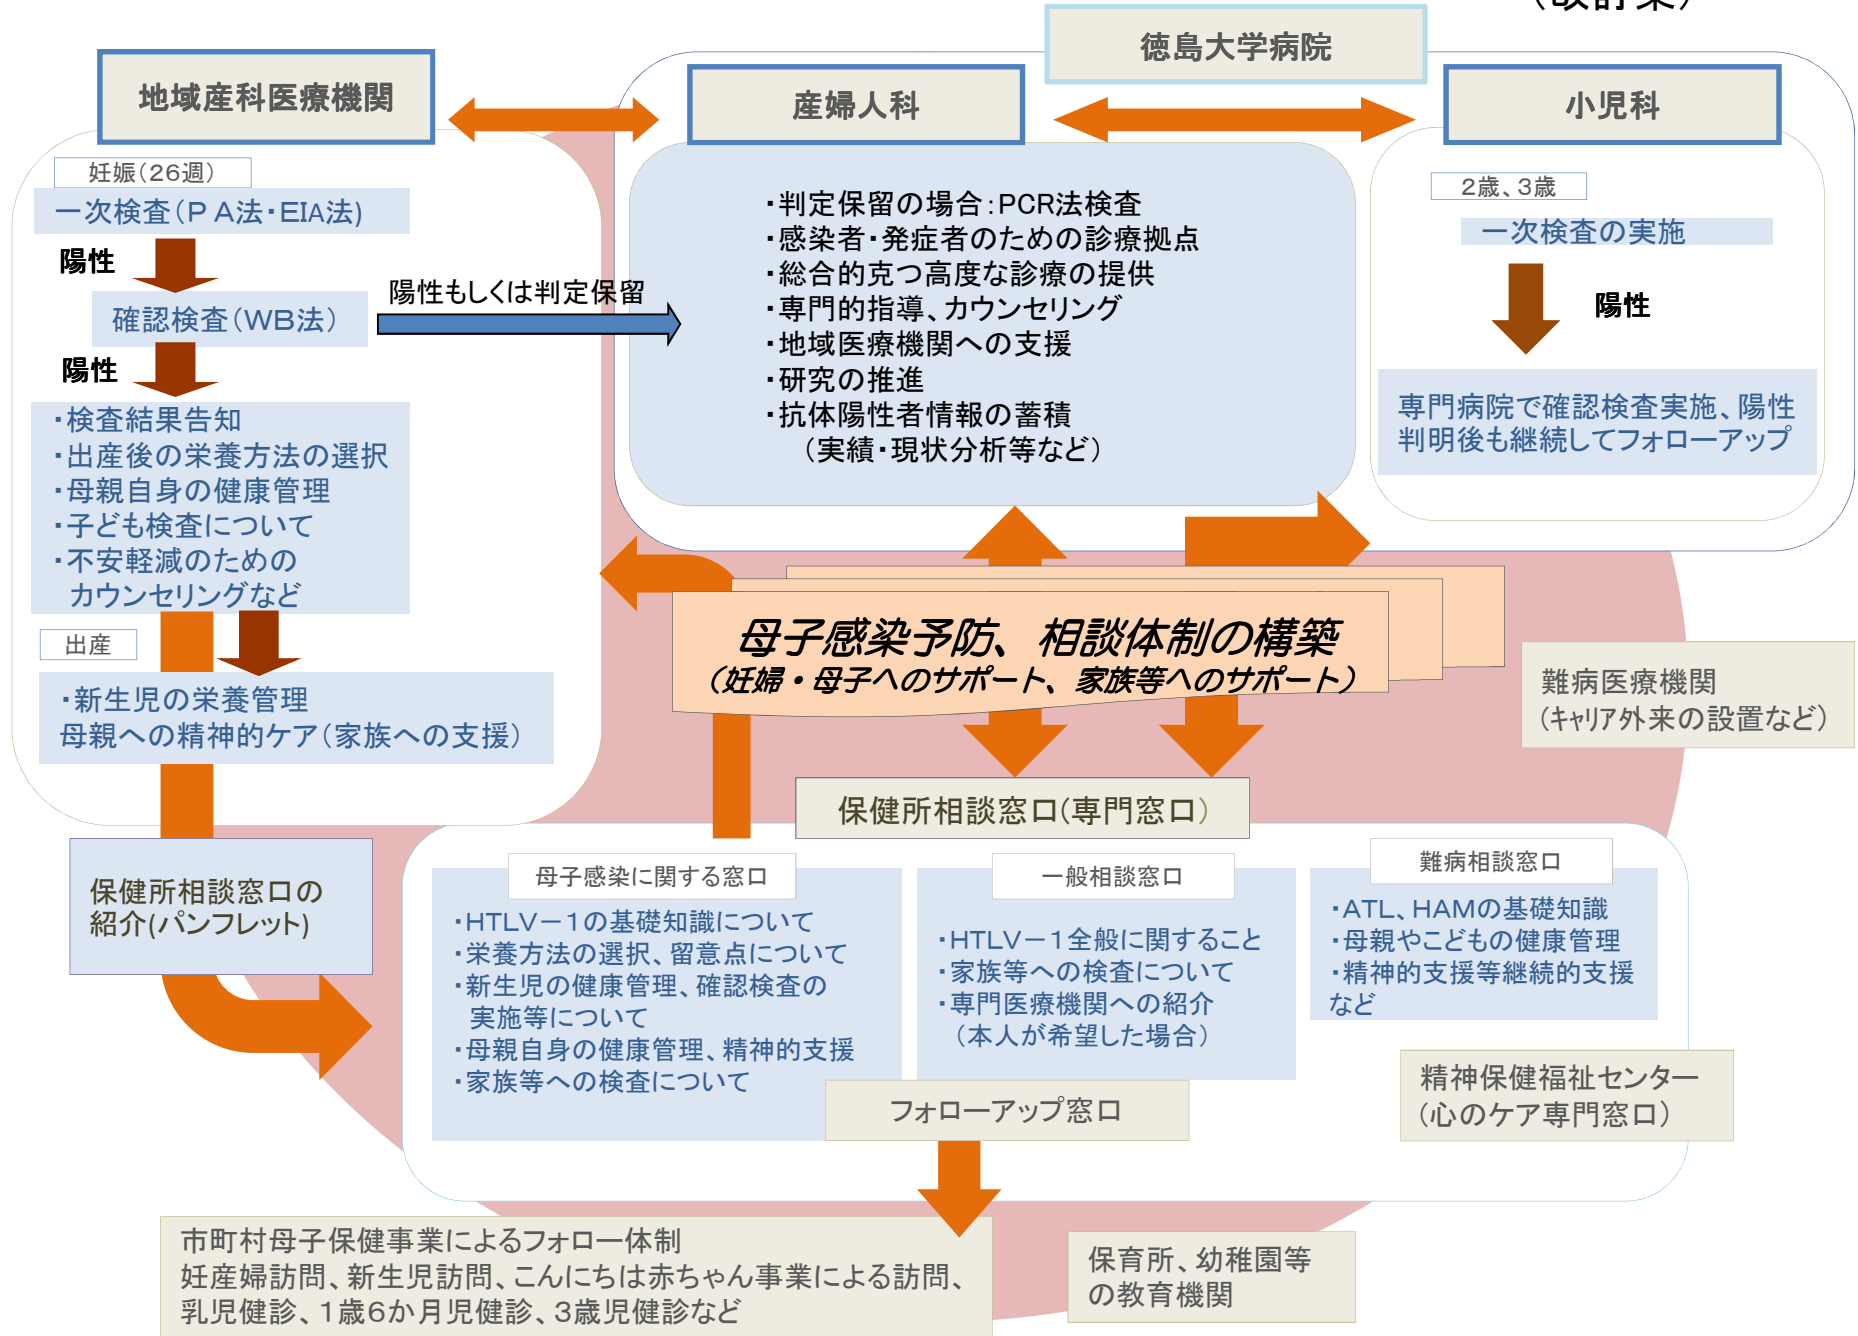 （改訂案）
徳島大学病院
地域産科医療機関
産婦人科
小児科
妊娠（26週）
一次検査（ＰＡ法・EIA法)
陽性
確認検査（WB法）
陽性
陽性もしくは判定保留
・検査結果告知
・出産後の栄養方法の選択
・母親自身の健康管理
・子ども検査について
・不安軽減のための
カウンセリングなど
出産
・新生児の栄養管理
母親への精神的ケア（家族への支援）
保健所相談窓口の
紹介(パンフレット)
・判定保留の場合：PCR法検査
・感染者・発症者のための診療拠点
・総合的克つ高度な診療の提供
・専門的指導、カウンセリング
・地域医療機関への支援
・研究の推進
・抗体陽性者情報の蓄積
（実績・現状分析等など）
2歳、3歳
一次検査の実施
陽性
専門病院で確認検査実施、陽性
判明後も継続してフォローアップ
母子感染予防、相談体制の構築
（妊婦・母子へのサポート、家族等へのサポート）
難病医療機関
（キャリア外来の設置など）
保健所相談窓口(専門窓口）
母子感染に関する窓口
・HTLV－1の基礎知識について
・栄養方法の選択、留意点について
・新生児の健康管理、確認検査の
実施等について
・母親自身の健康管理、精神的支援
・家族等への検査について
一般相談窓口
・HTLV－1全般に関すること
・家族等への検査について
・専門医療機関への紹介
（本人が希望した場合）
難病相談窓口
・ATL、HAMの基礎知識
・母親やこどもの健康管理
・精神的支援等継続的支援
など
フォローアップ窓口
精神保健福祉センター
（心のケア専門窓口）
市町村母子保健事業によるフォロー体制
妊産婦訪問、新生児訪問、こんにちは赤ちゃん事業による訪問、
乳児健診、１歳６か月児健診、３歳児健診など
保育所、幼稚園等
の教育機関